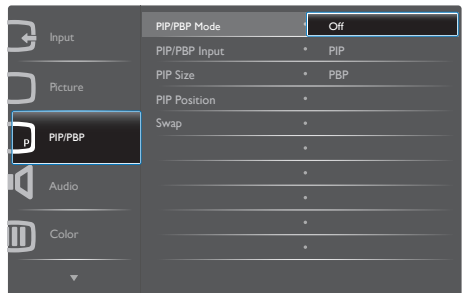 Input
Picture
P
PIP/PBP
Audio
Color
PIP/PBP Mode
PIP/PBP Input
PIP Size
PIP Position
Swap
Off
PIP
PBP